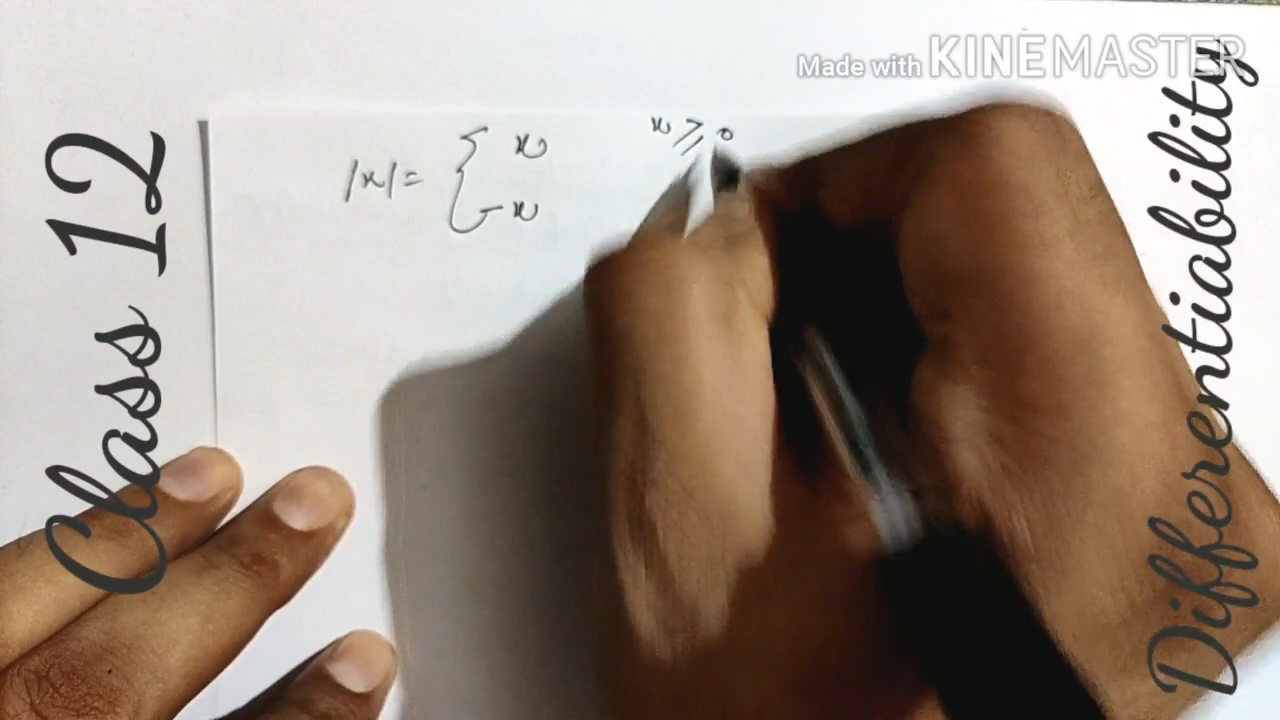 Made with KINEMASTER
Class 12
|x| = { x x ≥ 0
-x
Differentiability